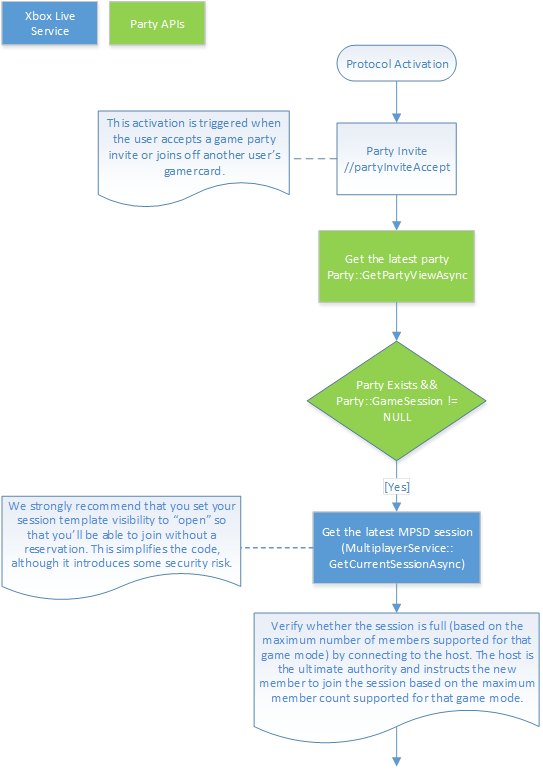 Xbox Live
Service
Party APIs
Protocol Activation
This activation is triggered when
the user accepts a game party
invite or joins off another user's
gamercard.
Party Invite
//partyInviteAccept
Get the latest party
Party::GetPartyViewAsync
Party Exists &&
Party::GameSession !=
NULL
[Yes]
We strongly recommend that you set your
session template visibility to “open” so
that you'll be able to join without a
reservation. This simplifies the code,
although it introduces some security risk.
Get the latest MPSD session
(MultiplayerService::
GetCurrentSessionAsync)
Verify whether the session is full (based on the
maximum number of members supported for that
game mode) by connecting to the host. The host is
the ultimate authority and instructs the new
member to join the session based on the maximum
member count supported for that game mode.